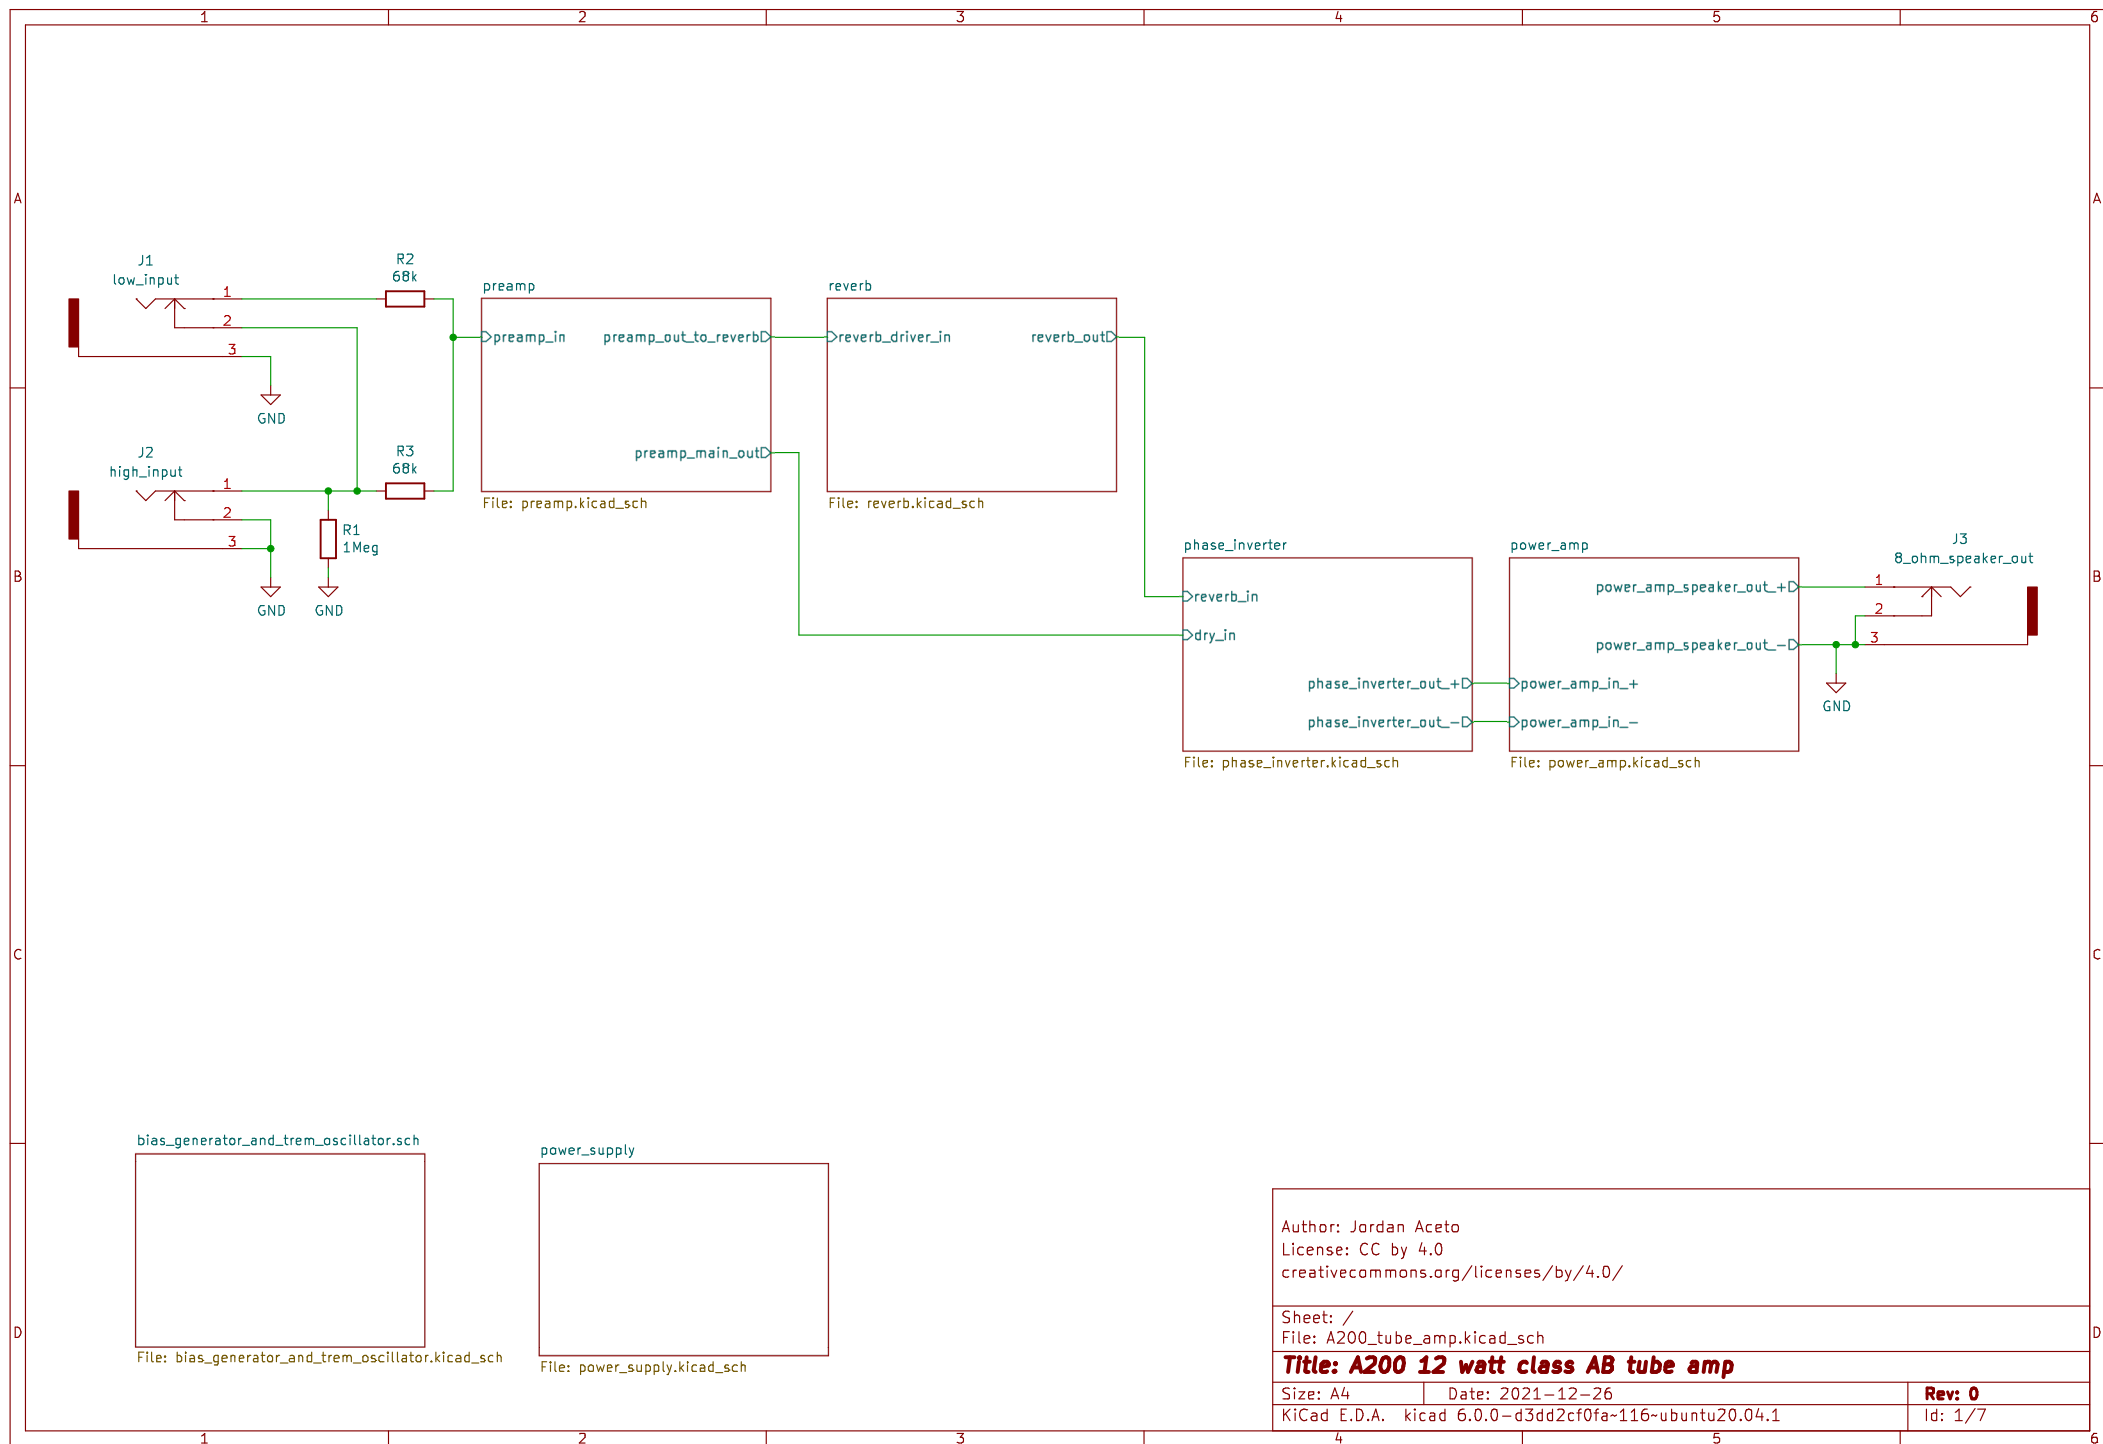 1 2 3 4 5 6
A A
B B
C C
D D
J1
low_input
1
2
3
GND
R2
68k
J2
high_input
1
2
3
GND
R3
68k
R1
1Meg
GND
preamp
preamp_in
preamp_out_to_reverb
preamp_main_out
File: preamp.kicad_sch
reverb
reverb_driver_in
reverb_out
File: reverb.kicad_sch
phase_inverter
reverb_in
dry_in
phase_inverter_out_+
phase_inverter_out_-
File: phase_inverter.kicad_sch
power_amp
power_amp_speaker_out_+
power_amp_speaker_out_-
power_amp_in_+
power_amp_in_-
File: power_amp.kicad_sch
J3
8_ohm_speaker_out
1
2
3
GND
bias_generator_and_trem_oscillator.sch
File: bias_generator_and_trem_oscillator.kicad_sch
power_supply
File: power_supply.kicad_sch
Author: Jordan Aceto
License: CC by 4.0
creativecommons.org/licenses/by/4.0/
Sheet: /
File: A200_tube_amp.kicad_sch
Title: A200 12 watt class AB tube amp
Size: A4 Date: 2021-12-26 Rev: 0
KiCad E.D.A. kicad 6.0.0-d3dd2cf0fa~116~ubuntu20.04.1 Id: 1/7
1 2 3 4 5 6